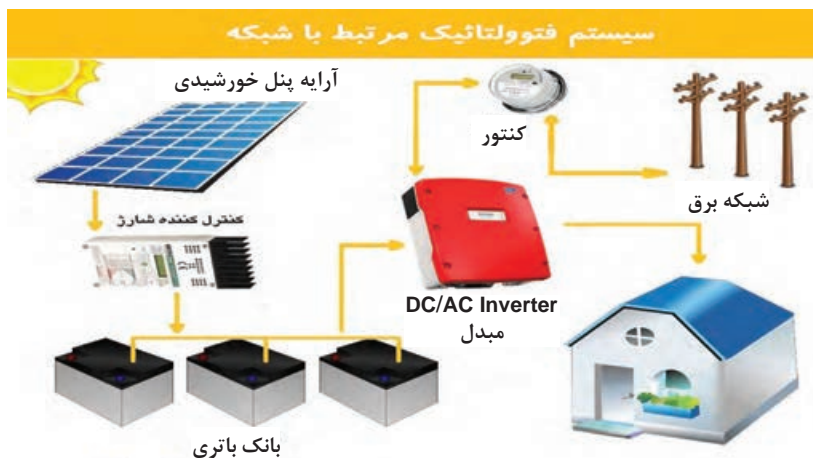 سیستم فتوولتائیک مرتبط با شبکه
آرایه پنل خورشیدی
کنتور
شبکه برق
کنترل کننده شارژ
DC/AC Inverter
مبدل
بانک باتری